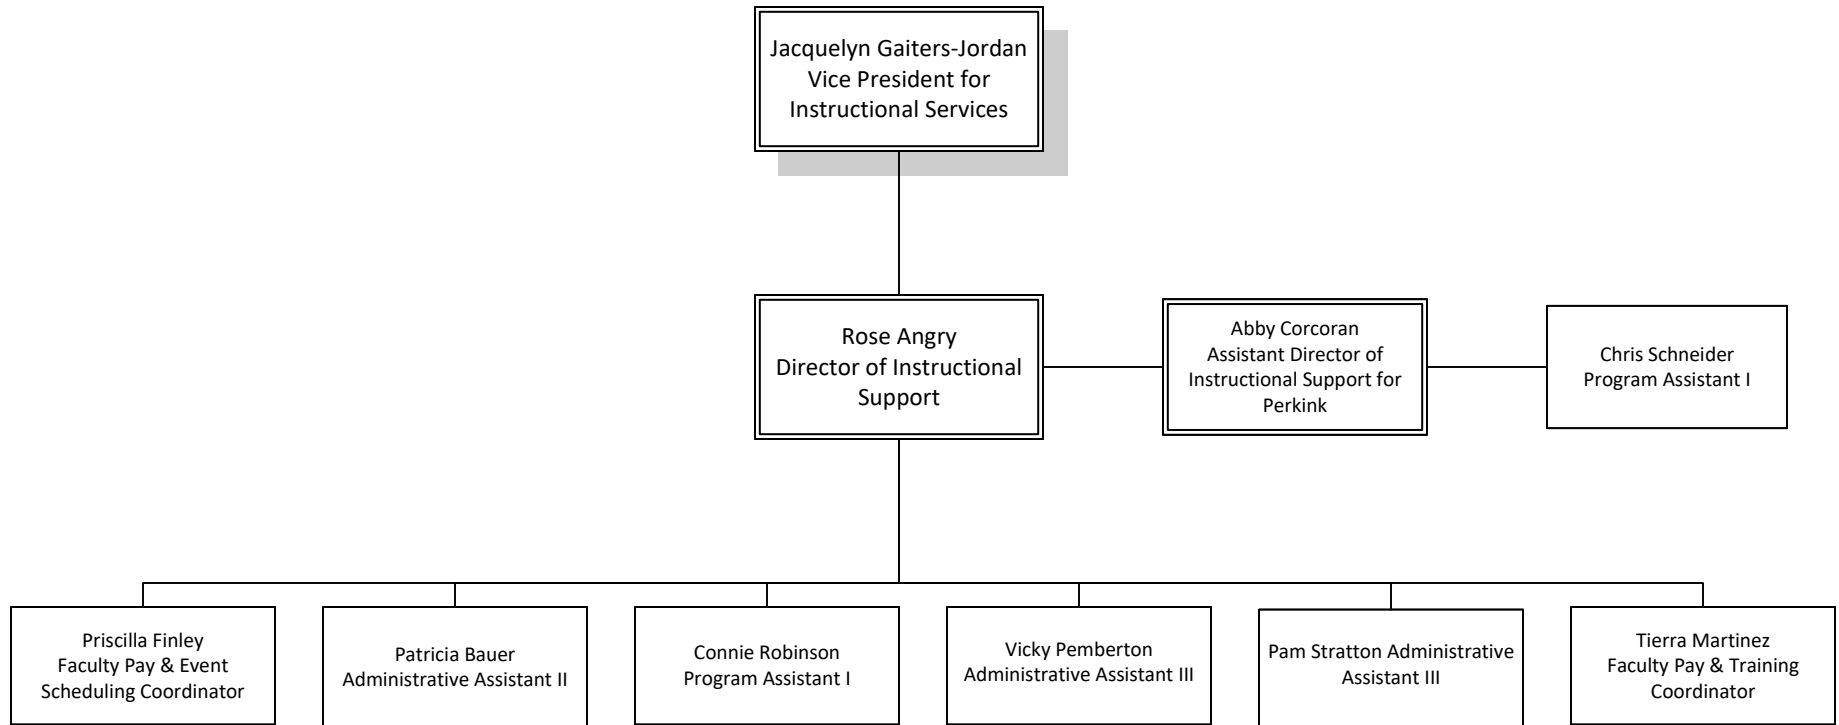 Jacquelyn Gaiters-Jordan
Vice President for
Instructional Services
Rose Angry
Director of Instructional
Support
Abby Corcoran
Assistant Director of
Instructional Support for
Perkink
Chris Schneider
Program Assistant I
Priscilla Finley
Faculty Pay & Event
Scheduling Coordinator
Patricia Bauer
Administrative Assistant II
Connie Robinson
Program Assistant I
Vicky Pemberton
Administrative Assistant III
Pam Stratton Administrative
Assistant III
Tierra Martinez
Faculty Pay & Training
Coordinator